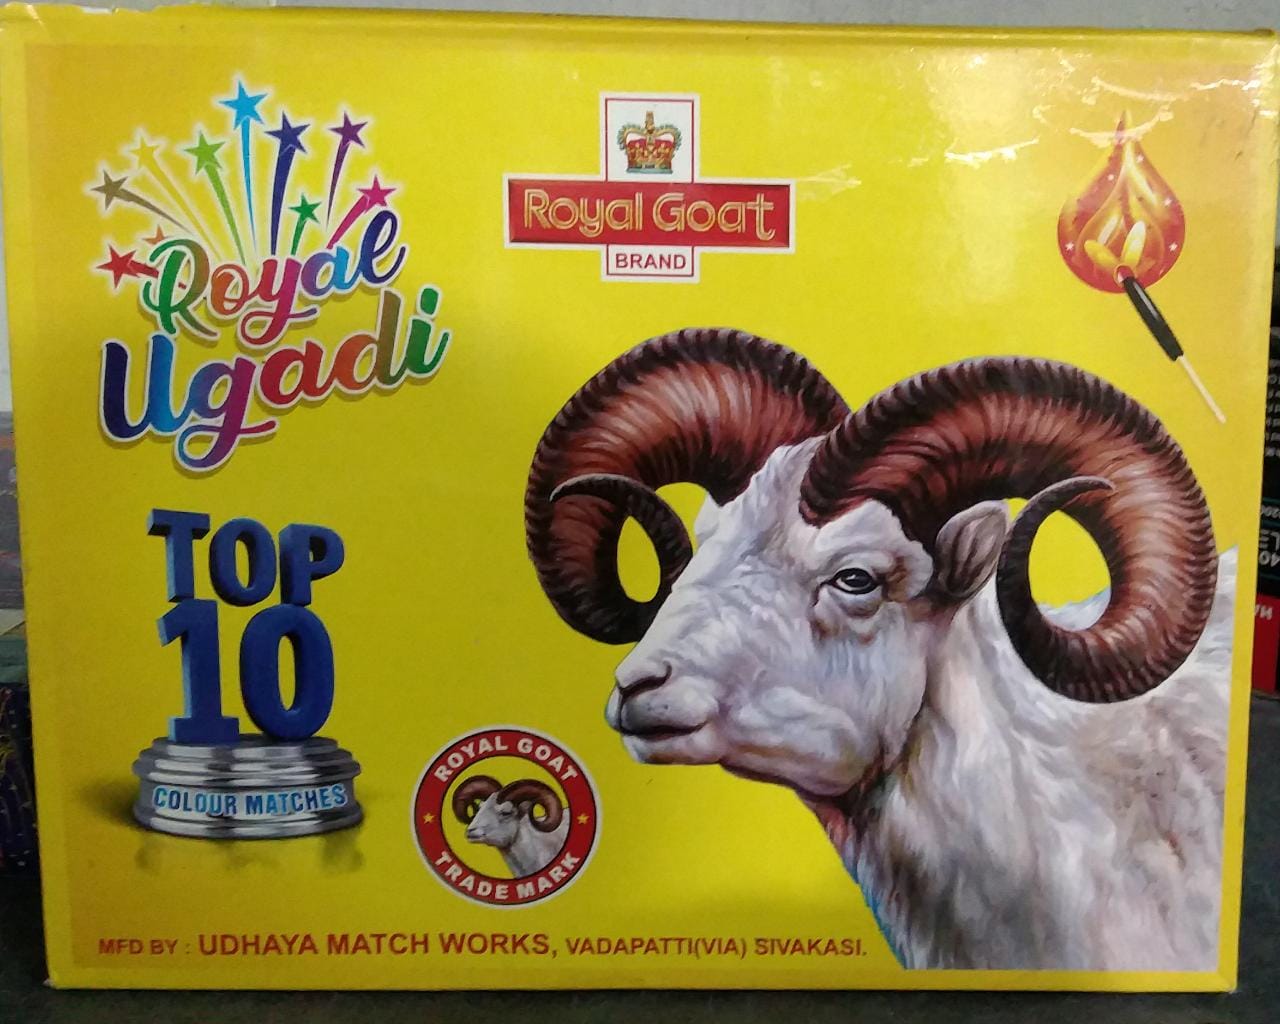 Royal
Ugadi
Royal Goat
BRAND
TOP
10
COLOUR MATCHES
ROYAL GOAT
TRADE MARK
MFD BY : UDHAYA MATCH WORKS, VADAPATTI(VIA) SIVAKASI.